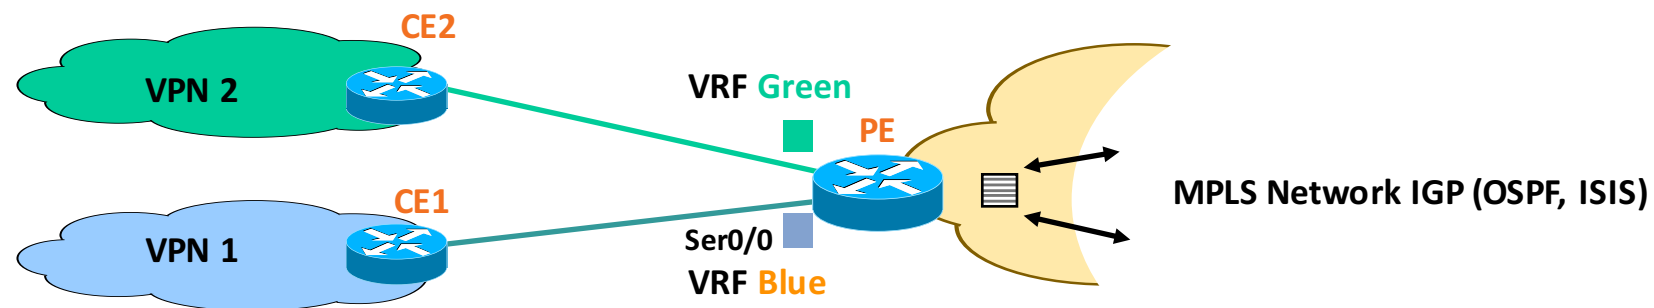 CE2
VPN 2
VRF Green
PE
MPLS Network IGP (OSPF, ISIS)
CE1
VPN 1
Ser0/0
VRF Blue